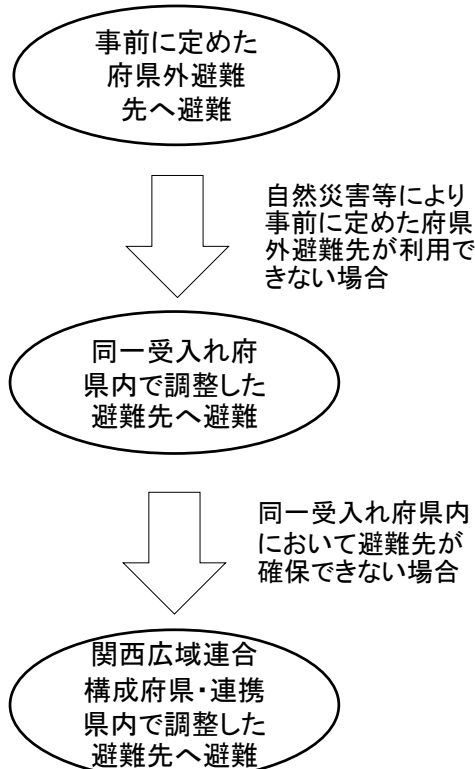 事前に定めた
府県外避難
先へ避難
自然災害等により
事前に定めた府県
外避難先が利用で
きない場合
同一受入れ府
県内で調整した
避難先へ避難
同一受入れ府県内
において避難先が
確保できない場合
関西広域連合
構成府県・連携
県内で調整した
避難先へ避難